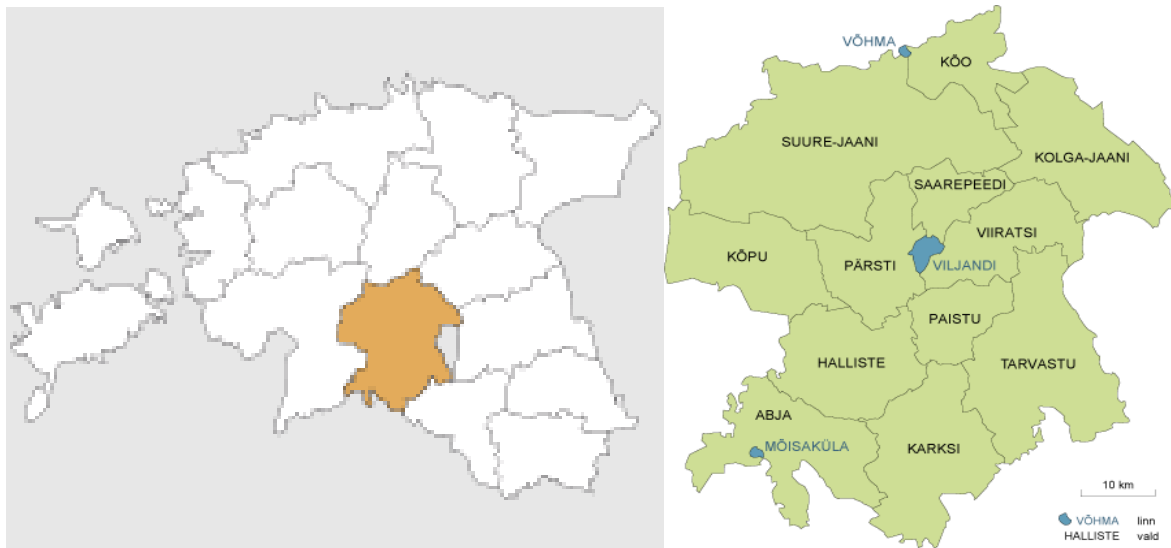 VÕHMA
KÕO
SUURE-JAANI
KOLGA-JAANI
SAAREPEEDI
VIIRATSI
KÕPU
PÄRSTI
VILJANDI
PAISTU
HALLISTE
TARVASTU
ABJA
MÕISAKÜLA
KARKSI
10 km
VÕHMA linn
HALLISTE vald